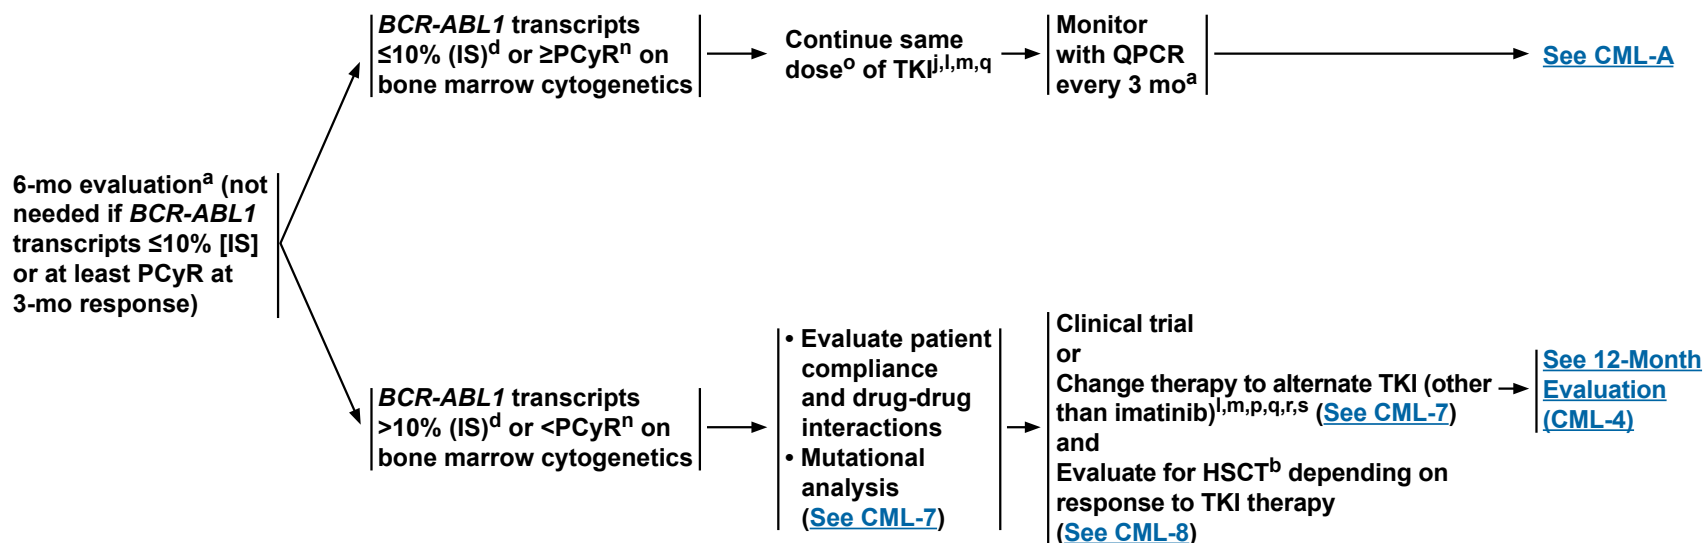 6-mo evaluationa (not
needed if BCR-ABL1
transcripts ≤10% [IS]
or at least PCyR at
3-mo response)
BCR-ABL1 transcripts
≤10% (IS)d or ≥PCyRn on
bone marrow cytogenetics
Continue same
doseo of TKIj,l,m,q
Monitor
with QPCR
every 3 moa
See CML-A
BCR-ABL1 transcripts
>10% (IS)d or <PCyRn on
bone marrow cytogenetics
• Evaluate patient
compliance
and drug-drug
interactions
• Mutational
analysis
(See CML-7)
Clinical trial
or
Change therapy to alternate TKI (other
than imatinib)l,m,p,q,r,s (See CML-7)
and
Evaluate for HSCTb depending on
response to TKI therapy
(See CML-8)
See 12-Month
Evaluation
(CML-4)